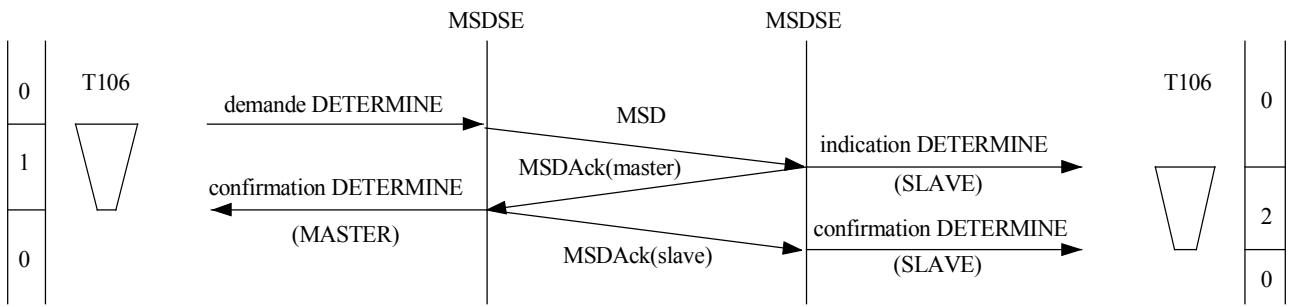 MSDSE MSDSE
T106 T106
0 0
demande DETERMINE
MSD
indication DETERMINE
1
MSDAck(master)
confirmation DETERMINE
(SLAVE)
2
(MASTER)
confirmation DETERMINE
MSDAck(slave)
(SLAVE)
0 0